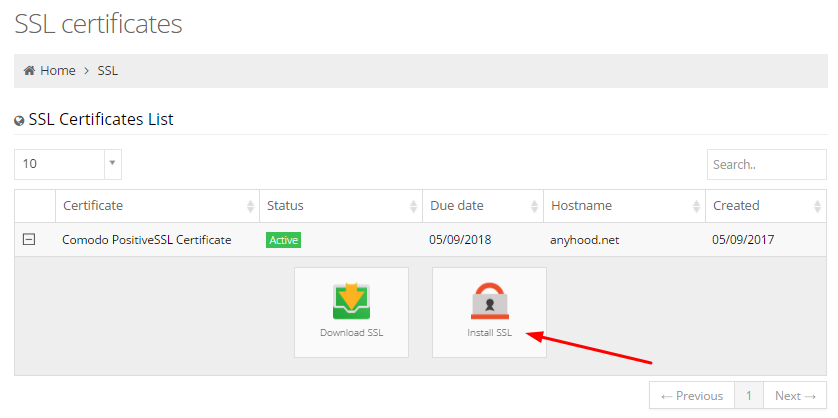 SSL certificates
Home > SSL
SSL Certificates List
10
Search..
Certificate Status Due date Hostname Created
Comodo PositiveSSL Certificate Active 05/09/2018 anyhood.net 05/09/2017
Download SSL Install SSL
← Previous 1 Next →